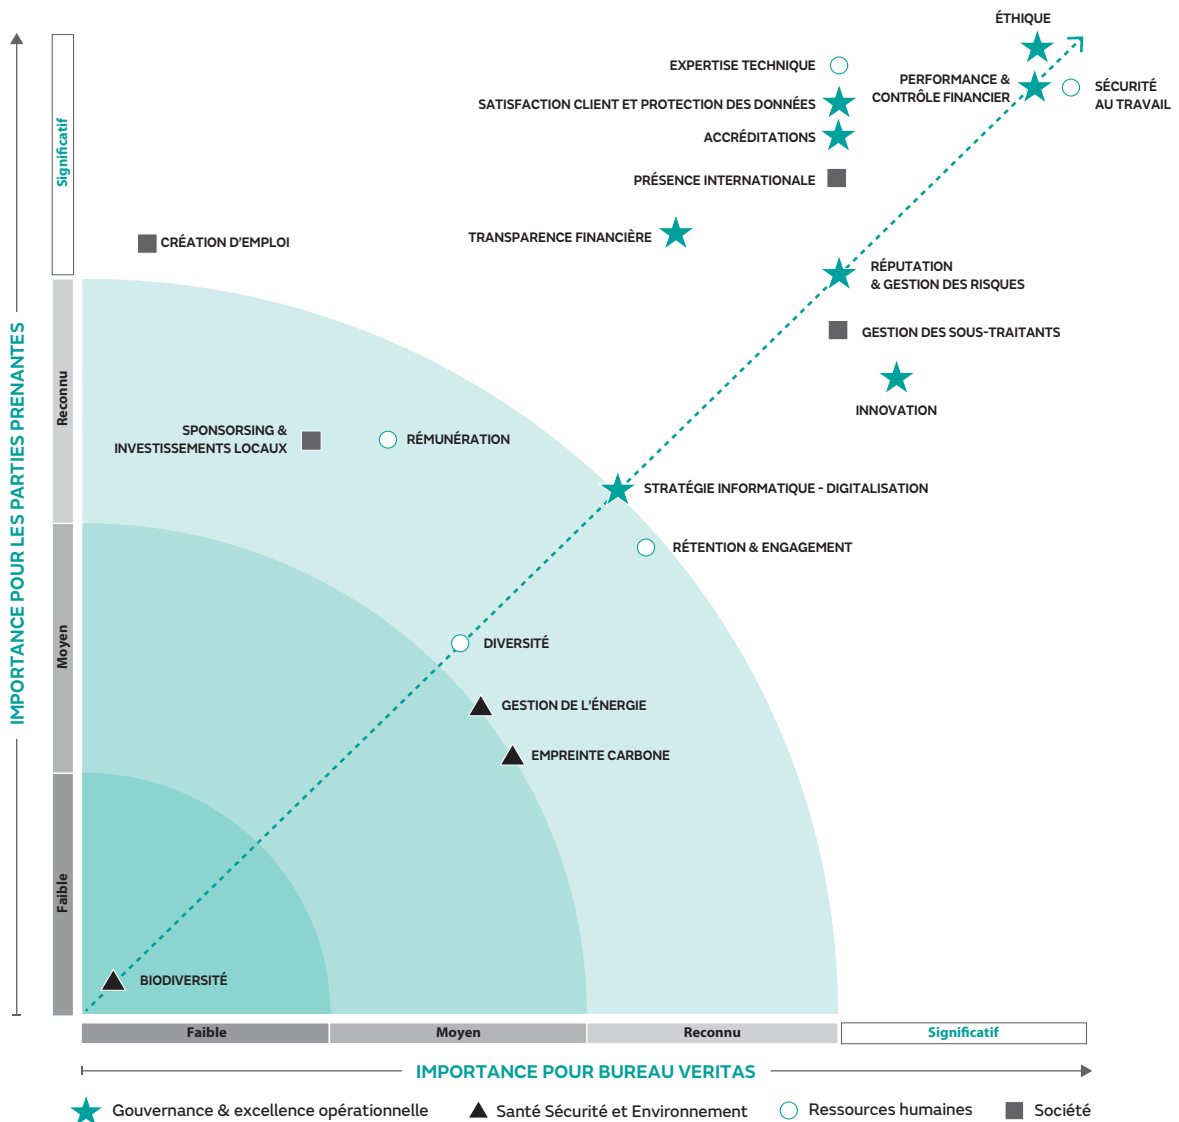 ÉTHIQUE
EXPERTISE TECHNIQUE
PERFORMANCE &
CONTRÔLE FINANCIER
SÉCURITÉ
AU TRAVAIL
SATISFACTION CLIENT ET PROTECTION DES DONNÉES
ACCRÉDITATIONS
PRÉSENCE INTERNATIONALE
TRANSPARENCE FINANCIÈRE
CRÉATION D'EMPLOI
RÉPUTATION
& GESTION DES RISQUES
GESTION DES SOUS-TRAITANTS
INNOVATION
SPONSORSING &
INVESTISSEMENTS LOCAUX
RÉMUNÉRATION
STRATÉGIE INFORMATIQUE - DIGITALISATION
RÉTENTION & ENGAGEMENT
DIVERSITÉ
GESTION DE L'ÉNERGIE
EMPREINTE CARBONE
BIODIVERSITÉ
IMPORTANCE POUR LES PARTIES PRENANTES
Significatif
Reconnu
Moyen
Faible
Faible
Moyen
Reconnu
Significatif
IMPORTANCE POUR BUREAU VERITAS
Gouvernance & excellence opérationnelle
Santé Sécurité et Environnement
Ressources humaines
Société